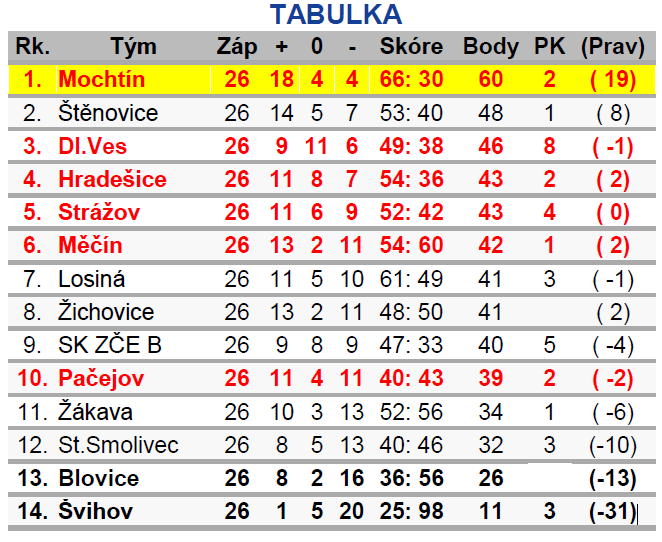 TABULKA
Rk. Tým Záp + 0 - Skóre Body PK (Prav)
1. Mochtín 26 18 4 4 66: 30 60 2 ( 19)
2. Štěnovice 26 14 5 7 53: 40 48 1 ( 8)
3. Dl.Ves 26 9 11 6 49: 38 46 8 ( -1)
4. Hradešice 26 11 8 7 54: 36 43 2 ( 2)
5. Strážov 26 11 6 9 52: 42 43 4 ( 0)
6. Měčín 26 13 2 11 54: 60 42 1 ( 2)
7. Losiná 26 11 5 10 61: 49 41 3 ( -1)
8. Žichovice 26 13 2 11 48: 50 41 ( 2)
9. SK ZČE B 26 9 8 9 47: 33 40 5 ( -4)
10. Pačejov 26 11 4 11 40: 43 39 2 ( -2)
11. Žákava 26 10 3 13 52: 56 34 1 ( -6)
12. St.Smolivec 26 8 5 13 40: 46 32 3 (-10)
13. Blovice 26 8 2 16 36: 56 26 (-13)
14. Švihov 26 1 5 20 25: 98 11 3 (-31)